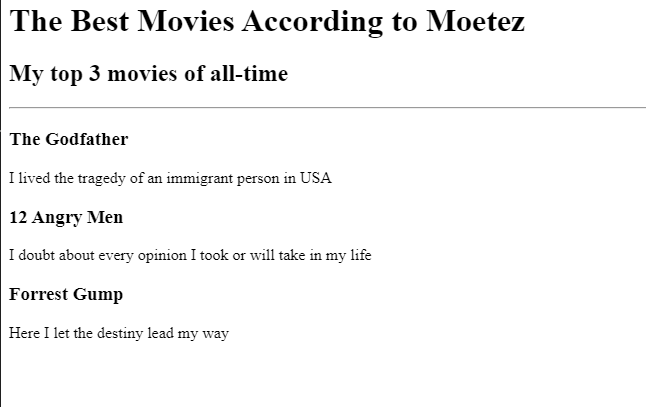 The Best Movies According to Moetez
My top 3 movies of all-time
The Godfather
I lived the tragedy of an immigrant person in USA
12 Angry Men
I doubt about every opinion I took or will take in my life
Forrest Gump
Here I let the destiny lead my way